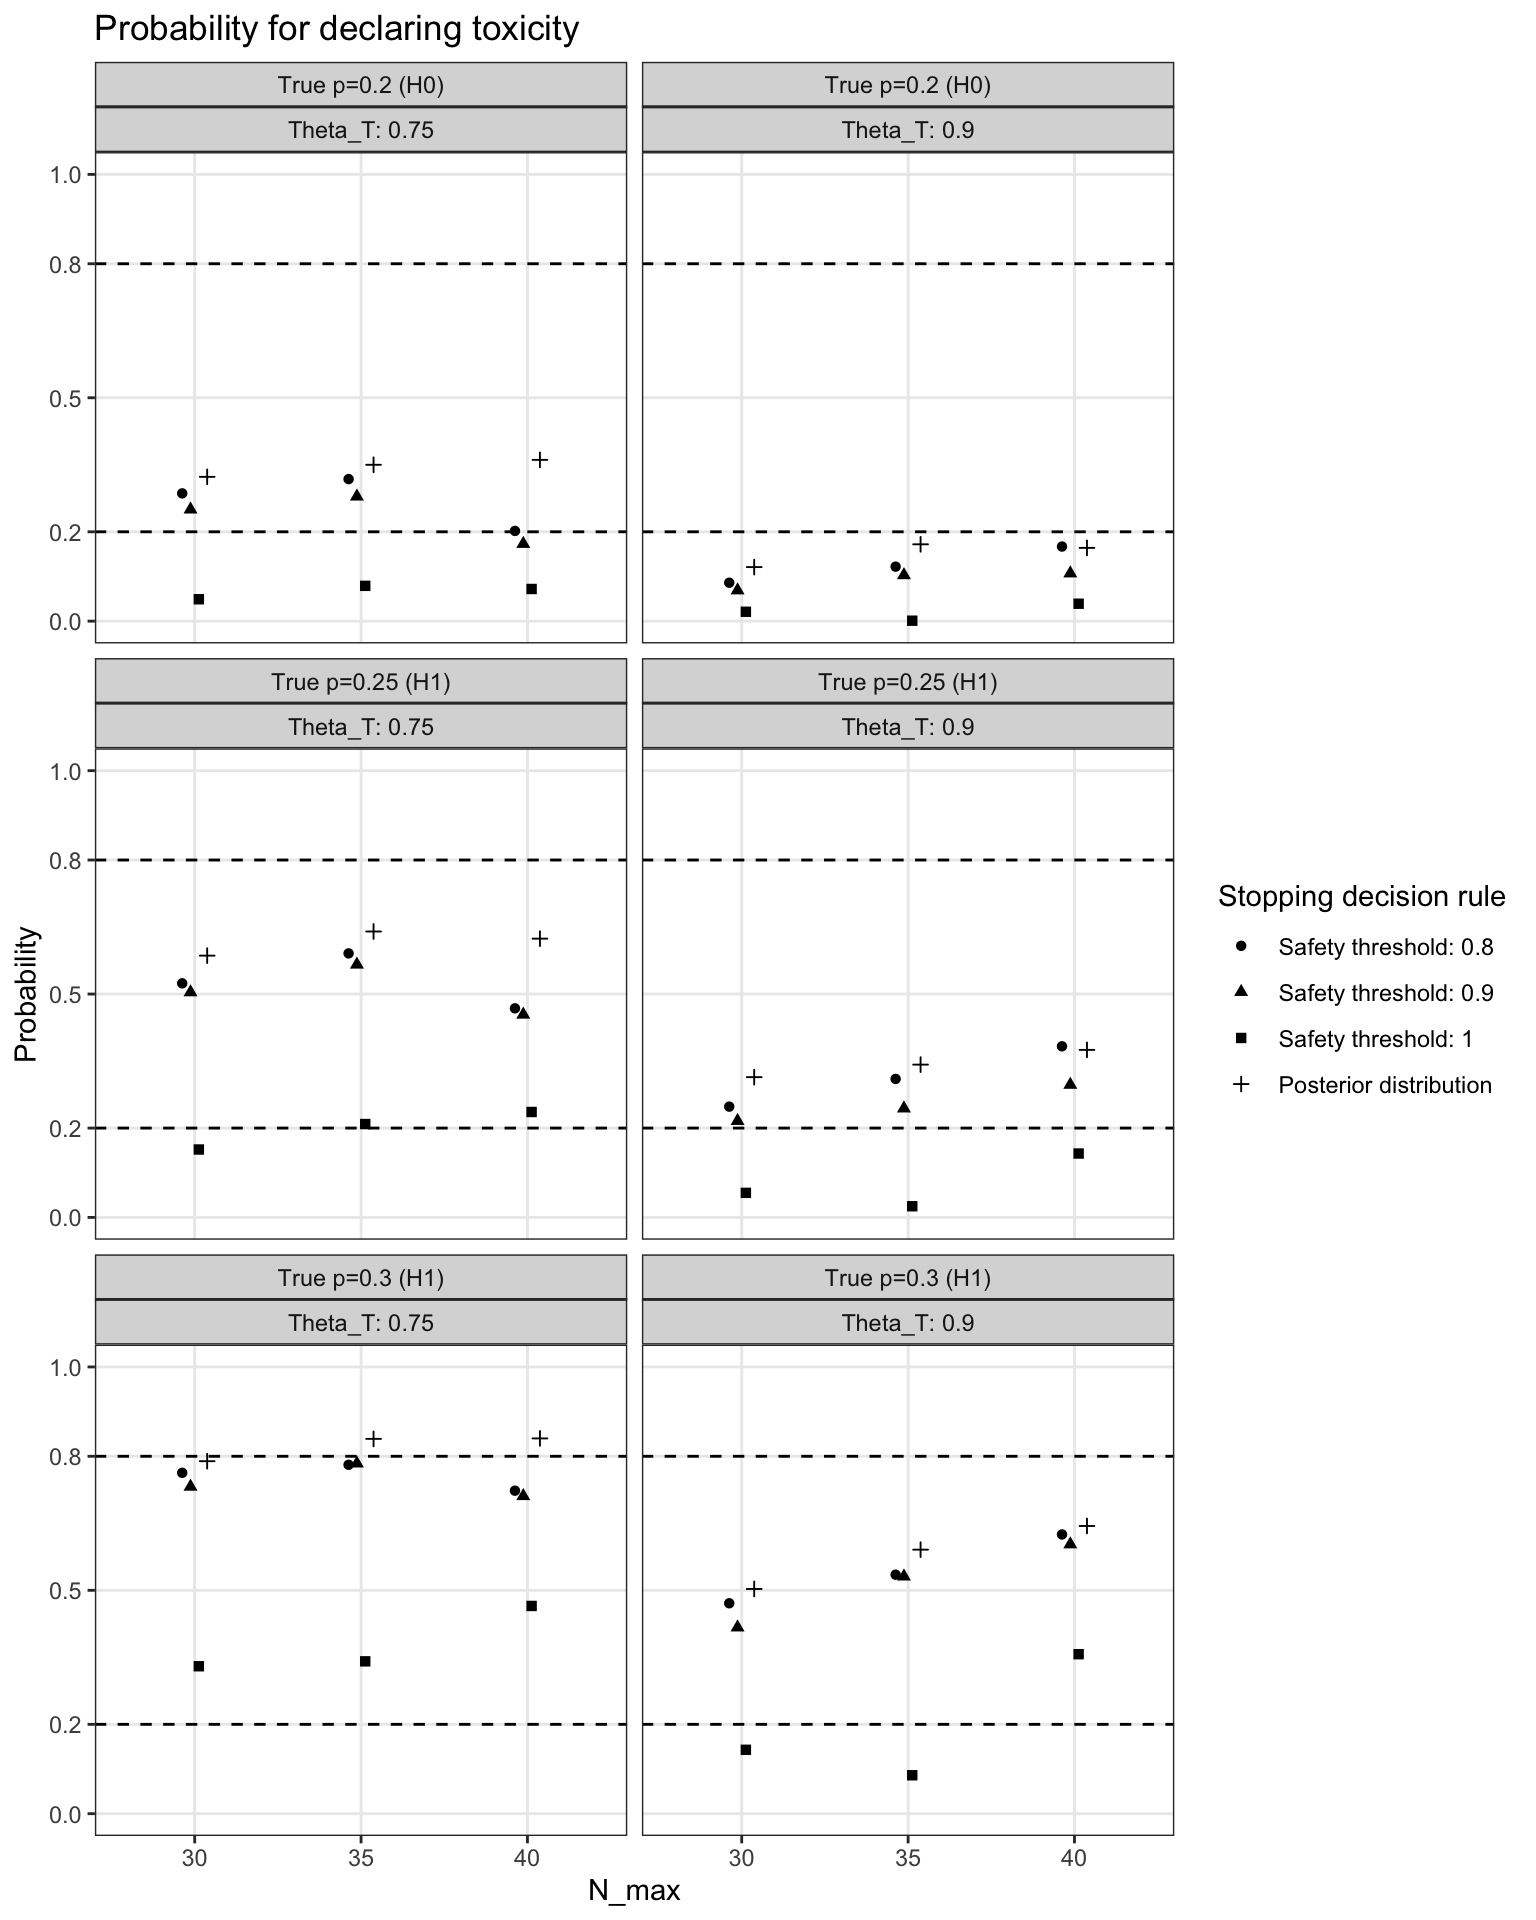 Probability for declaring toxicity
True p=0.2 (H0)
True p=0.2 (H0)
Theta_T: 0.75
Theta_T: 0.9
1.0
0.8
0.5
0.2
0.0
True p=0.25 (H1)
True p=0.25 (H1)
Theta_T: 0.75
Theta_T: 0.9
1.0
0.8
0.5
0.2
0.0
True p=0.3 (H1)
True p=0.3 (H1)
Theta_T: 0.75
Theta_T: 0.9
1.0
0.8
0.5
0.2
0.0
30
35
40
30
35
40
N_max
Probability
Stopping decision rule
Safety threshold: 0.8
Safety threshold: 0.9
Safety threshold: 1
Posterior distribution